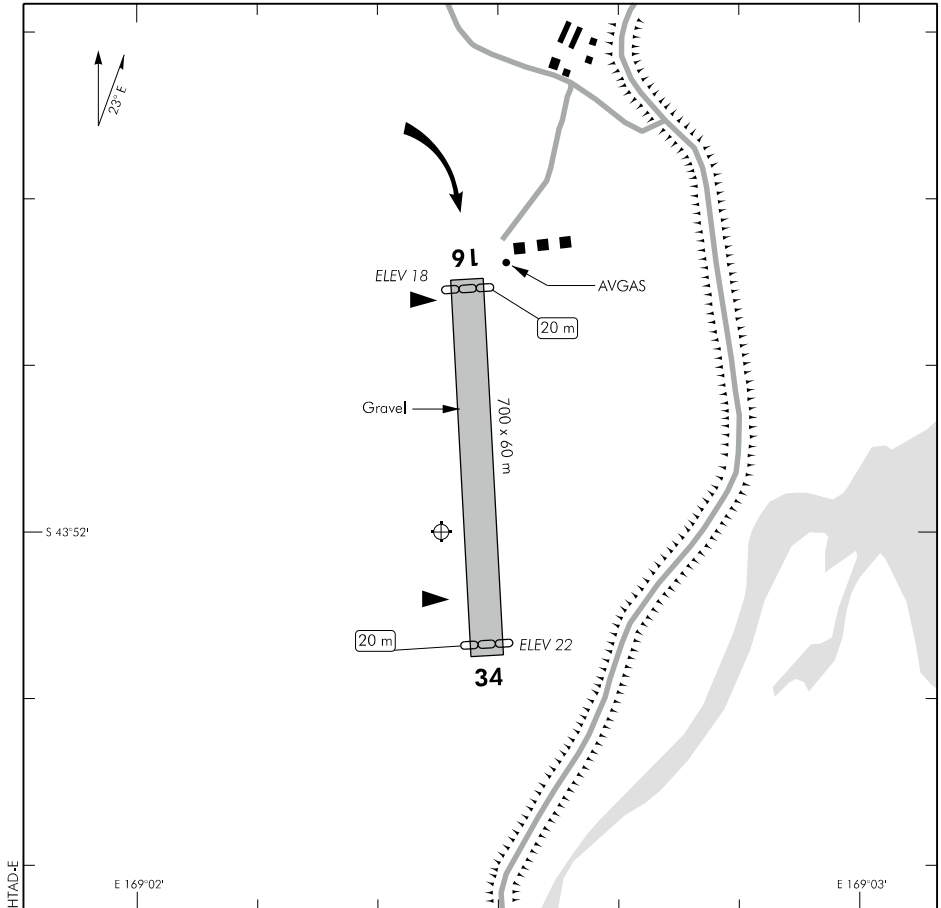 23° E
16
ELEV 18
AVGAS
20 m
Gravel
700 x 60 m
S 43°52'
20 m
ELEV 22
34
HTAD-E
E 169°02'
E 169°03'